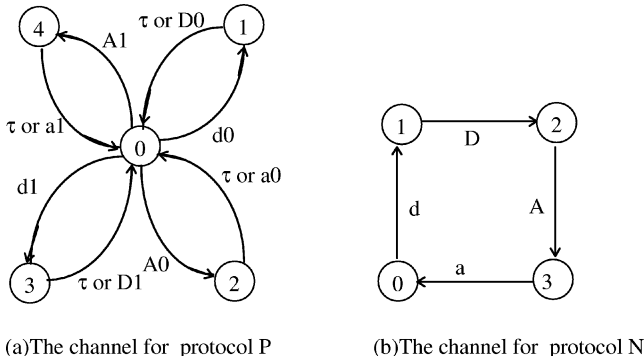 4
A1
τ or D0
1
τ or a1
0
d0
τ or a0
d1
3
τ or D1
A0
2
1
D
2
d
A
0
a
3
(a)The channel for protocol P
(b)The channel for protocol N